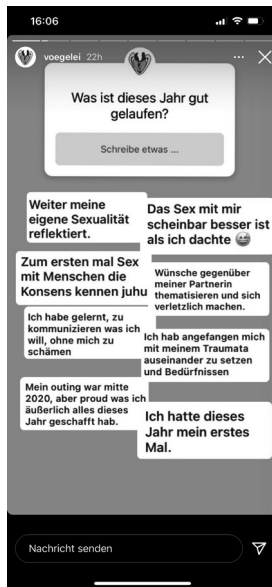 16:06
voegelei 22h
Was ist dieses Jahr gut
gelaufen?
Schreibe etwas ...
Weiter meine
eigene Sexualität
reflektiert.
Das Sex mit mir
scheinbar besser ist
als ich dachte 😅
Zum ersten mal Sex
mit Menschen die
Konsens kennen juhu
Wünsche gegenüber
meiner Partnerin
thematisieren und sich
verletzlich machen.
Ich habe gelernt, zu
kommunizieren was ich
will, ohne mich zu
schämen
Ich hab angefangen mich
mit meinem Traumata
auseinander zu setzen
und Bedürfnissen
Mein outing war mitte
2020, aber proud was ich
äußerlich alles dieses
Jahr geschafft hab.
Ich hatte dieses
Jahr mein erstes
Mal.
Nachricht senden